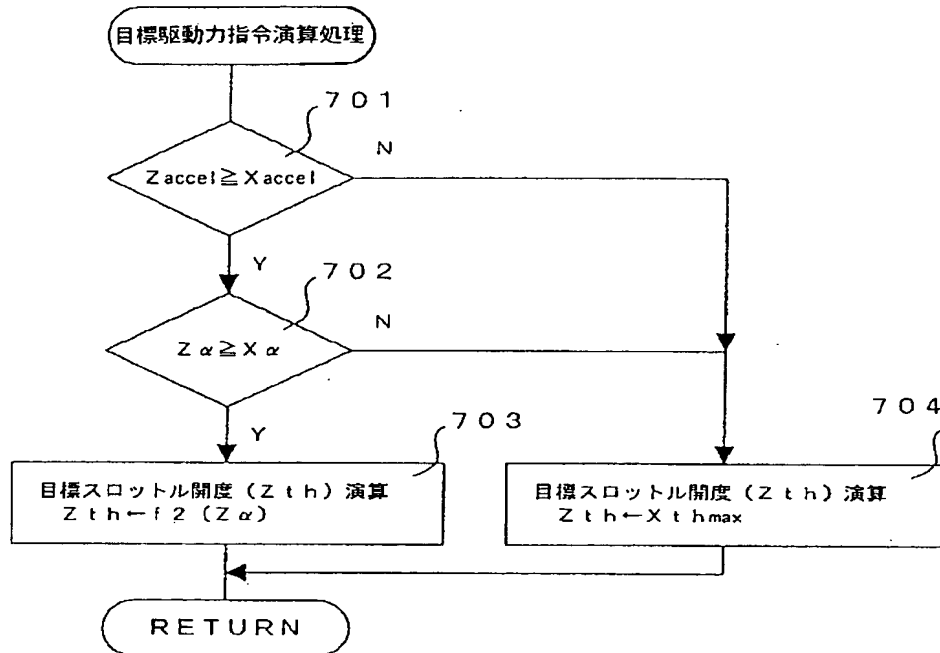 目標駆動力指令演算処理
701
Zaccel≧Xaccel
N
Y
702
Zα≧Xα
N
Y
703
目標スロットル開度(Zth)演算
Zth←f2(Zα)
704
目標スロットル開度(Zth)演算
Zth←Xthmax
RETURN